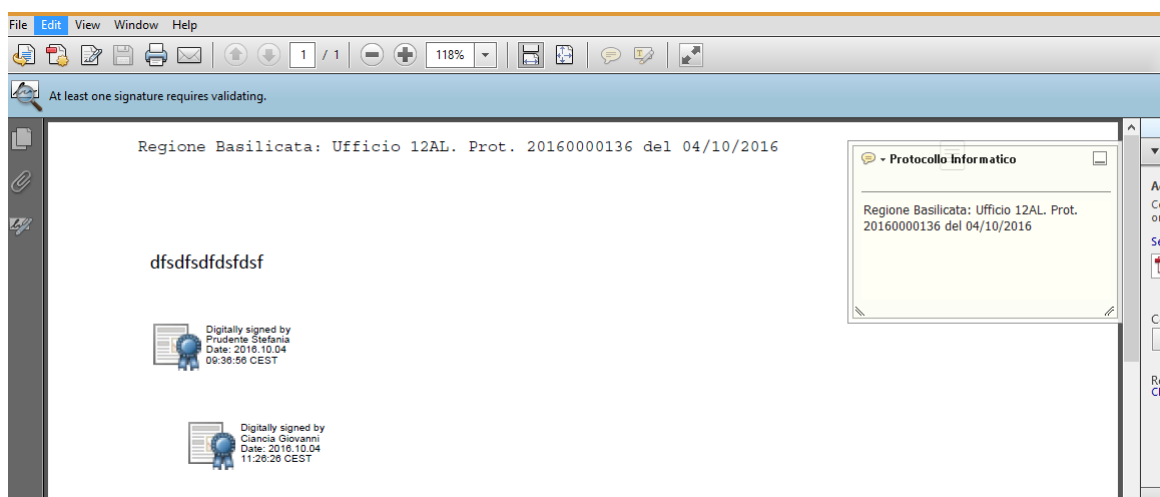 File Edit View Window Help
1 / 1 118%
At least one signature requires validating.
Regione Basilicata: Ufficio 12AL. Prot. 20160000136 del 04/10/2016
Protocollo Informatico
Regione Basilicata: Ufficio 12AL. Prot.
20160000136 del 04/10/2016
dfsdfsdfdsfdsf
Digitally signed by
Prudente Stefania
Date: 2016.10.04
09:36:56 CEST
Digitally signed by
Ciancia Giovanni
Date: 2016.10.04
11:26:26 CEST